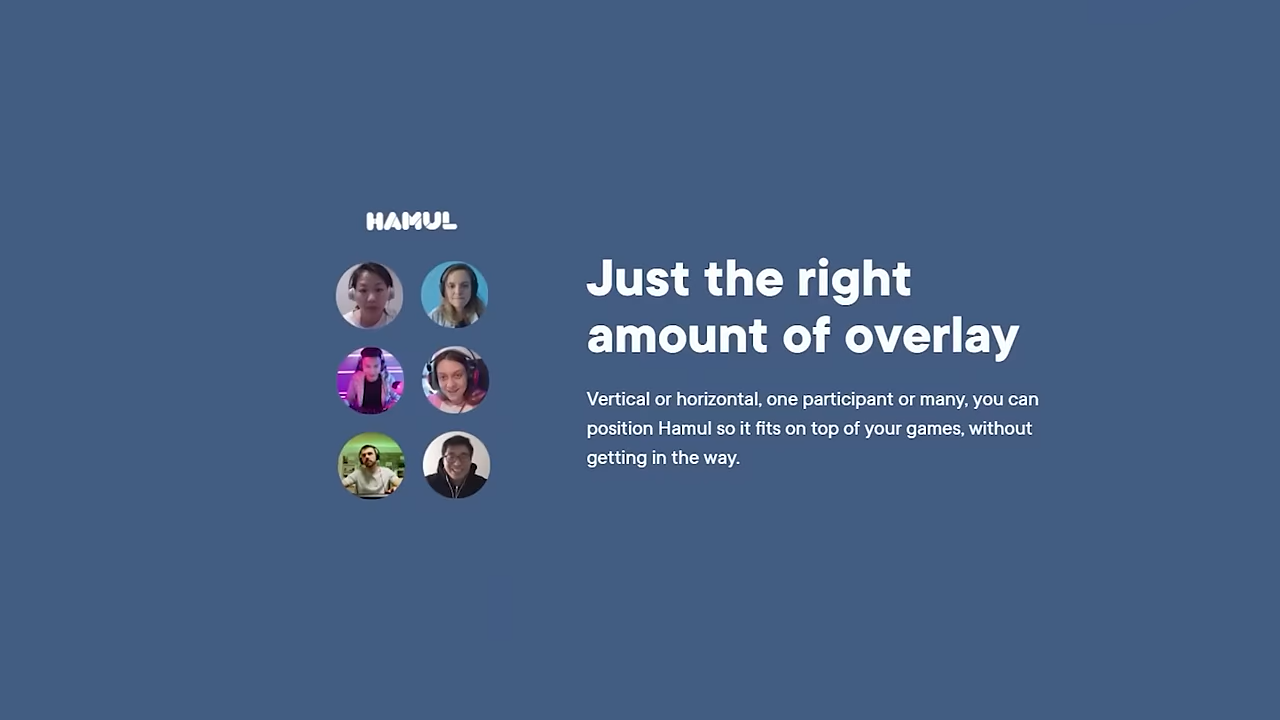 HAMUL
Just the right
amount of overlay
Vertical or horizontal, one participant or many, you can
position Hamul so it fits on top of your games, without
getting in the way.